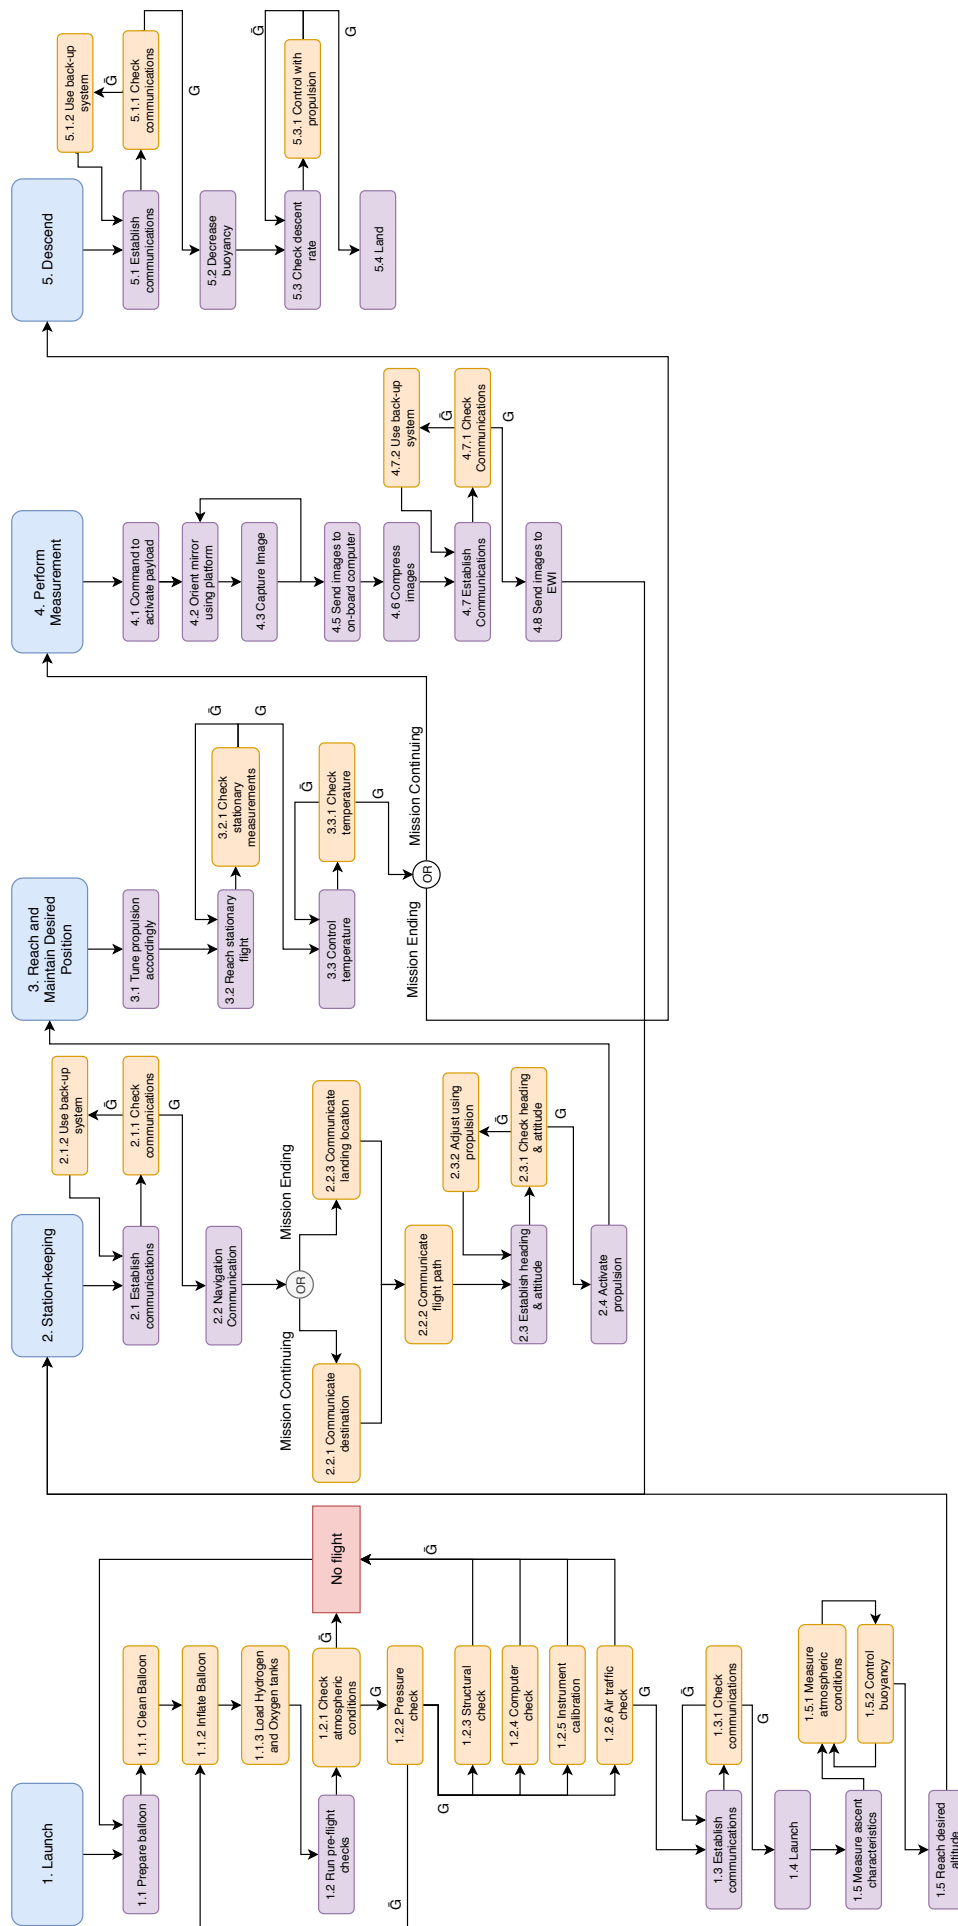 1. Launch
1.1 Prepare balloon
1.1.1 Clean Balloon
1.1.2 Inflate Balloon
1.1.3 Load Hydrogen
and Oxygen tanks
1.2 Run pre-flight
checks
1.2.1 Check
atmospheric
conditions
Ḡ
No flight
G
1.2.2 Pressure
check
Ḡ
G
1.2.3 Structural
check
1.2.4 Computer
check
1.2.5 Instrument
calibration
1.2.6 Air traffic
check
Ḡ
G
1.3 Establish
communications
1.3.1 Check
communications
Ḡ
G
1.4 Launch
1.5 Measure ascent
characteristics
1.5.1 Measure
atmospheric
conditions
1.5.2 Control
buoyancy
1.5 Reach desired
altitude
2. Station-keeping
2.1 Establish
communications
2.1.1 Check
communications
2.1.2 Use back-up
system
Ḡ
G
2.2 Navigation
Communication
OR
Mission Continuing
Mission Ending
2.2.1 Communicate
destination
2.2.3 Communicate
landing location
2.2.2 Communicate
flight path
2.3 Establish heading
& attitude
2.3.1 Check heading
& attitude
2.3.2 Adjust using
propulsion
Ḡ
G
2.4 Activate
propulsion
3. Reach and
Maintain Desired
Position
3.1 Tune propulsion
accordingly
3.2 Reach stationary
flight
3.2.1 Check
stationary
measurements
Ḡ
G
3.3 Control
temperature
3.3.1 Check
temperature
Ḡ
G
OR
Mission Ending
Mission Continuing
4. Perform
Measurement
4.1 Command to
activate payload
4.2 Orient mirror
using platform
4.3 Capture Image
4.5 Send images to
on-board computer
4.6 Compress
images
4.7 Establish
Communications
4.7.1 Check
Communications
4.7.2 Use back-up
system
Ḡ
G
4.8 Send images to
EWI
5. Descend
5.1 Establish
communications
5.1.1 Check
communications
5.1.2 Use back-up
system
Ḡ
G
5.2 Decrease
buoyancy
5.3 Check descent
rate
5.3.1 Control with
propulsion
Ḡ
G
5.4 Land